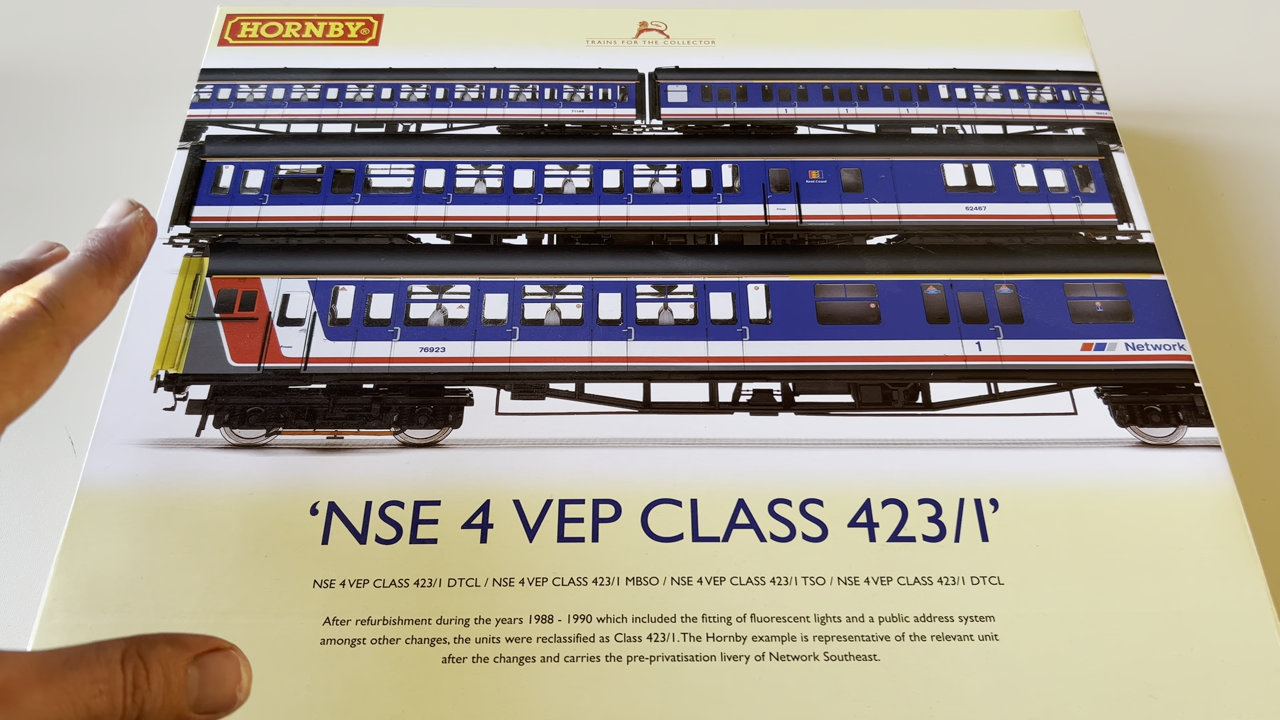 HORNBY®
TRAINS FOR THE COLLECTOR
62467
76923
1
Network
'NSE 4 VEP CLASS 423/1'
NSE 4 VEP CLASS 423/1 DTCL / NSE 4 VEP CLASS 423/1 MBSO / NSE 4 VEP CLASS 423/1 TSO / NSE 4 VEP CLASS 423/1 DTCL
After refurbishment during the years 1988 - 1990 which included the fitting of fluorescent lights and a public address system
amongst other changes, the units were reclassified as Class 423/1. The Hornby example is representative of the relevant unit
after the changes and carries the pre-privatisation livery of Network Southeast.